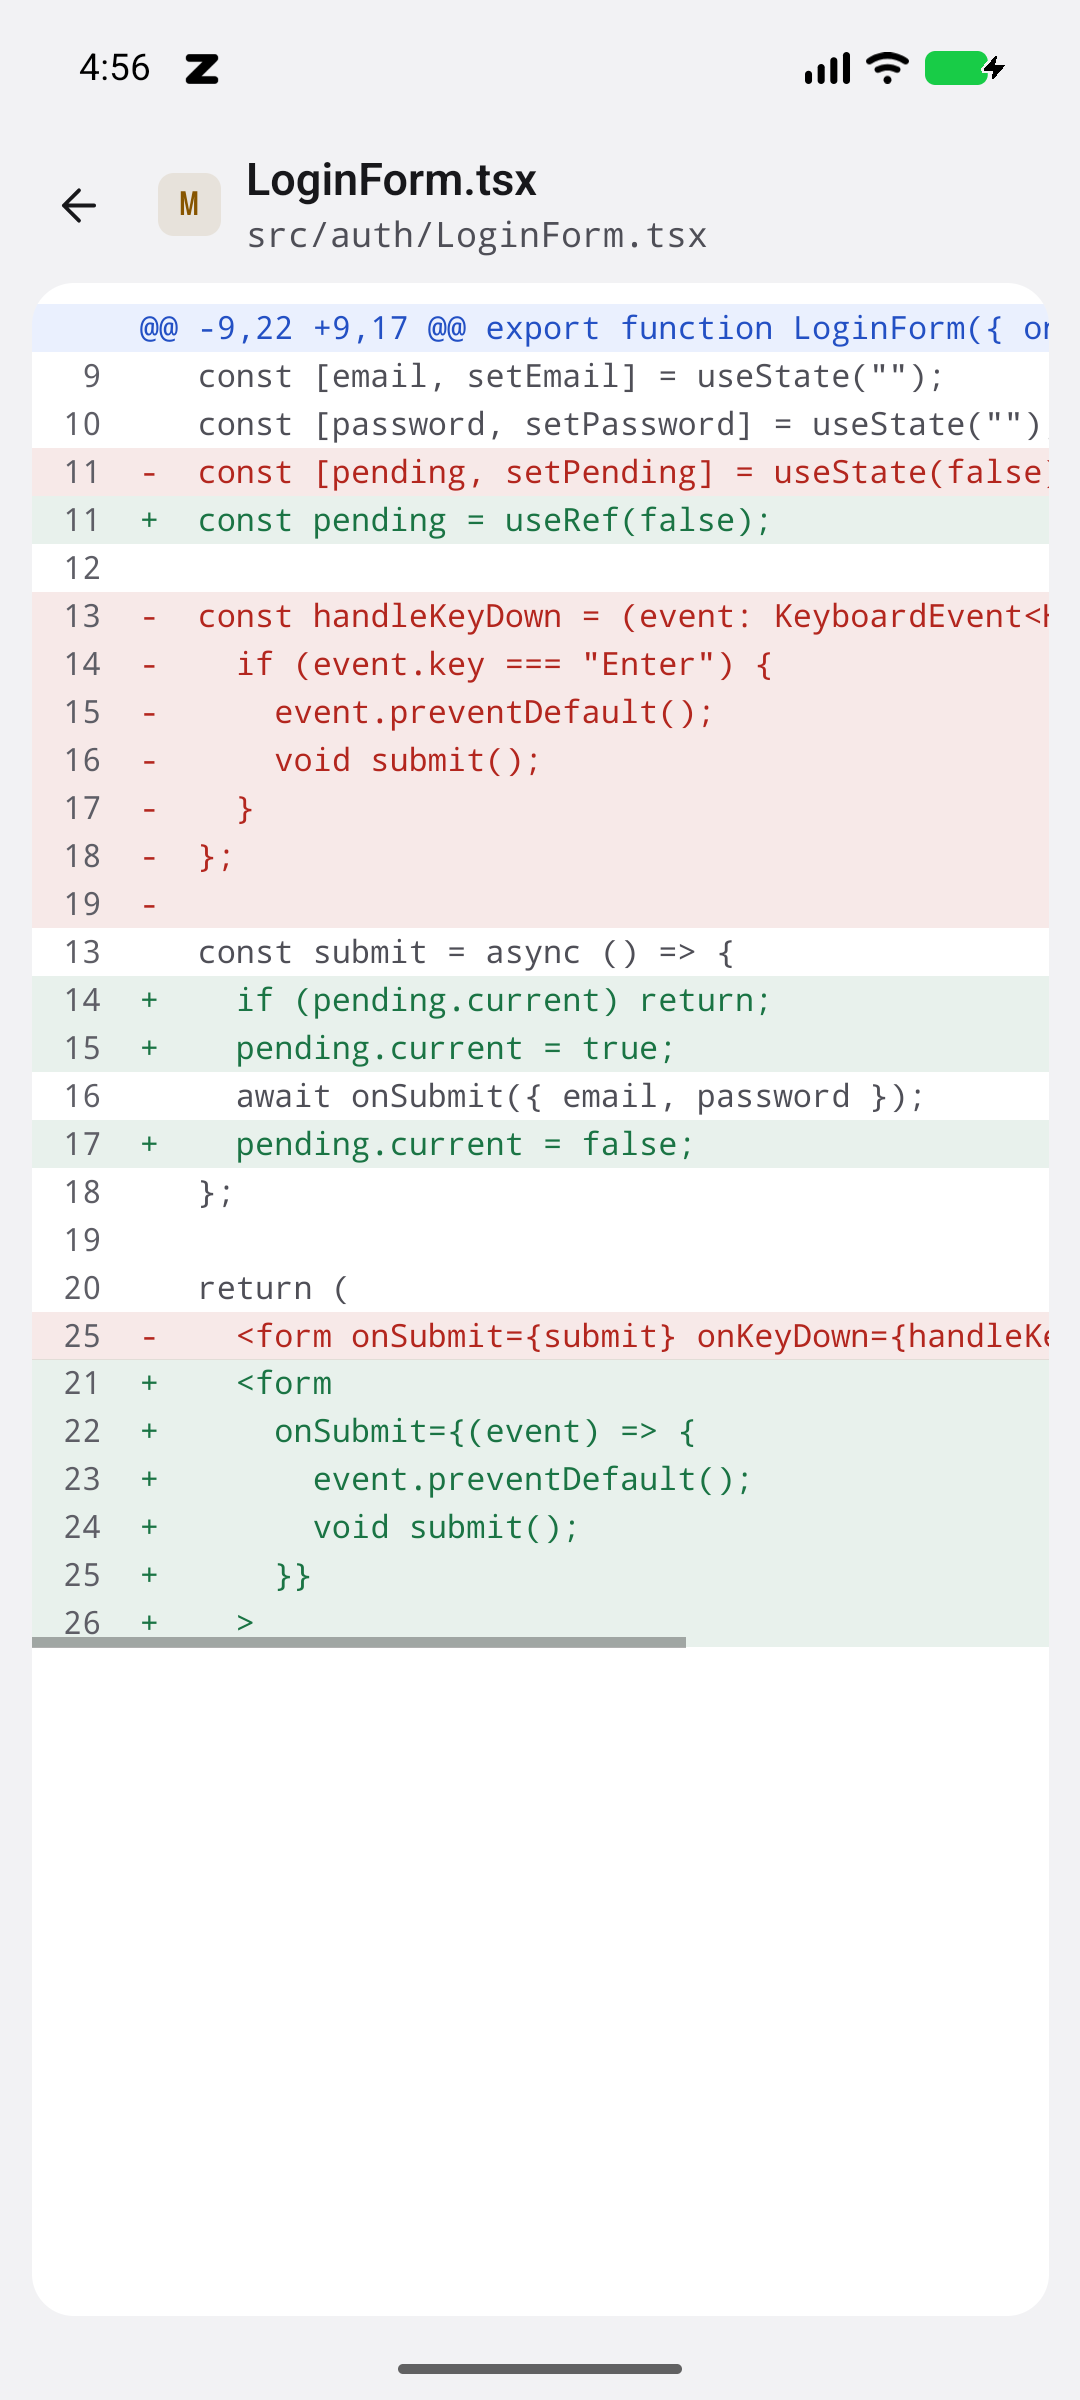 4:56
M
LoginForm.tsx
src/auth/LoginForm.tsx
@@ -9,22 +9,17 @@ export function LoginForm({ or
9 const [email, setEmail] = useState("");
10 const [password, setPassword] = useState("")
11 - const [pending, setPending] = useState(false)
11 + const pending = useRef(false);
12
13 - const handleKeyDown = (event: KeyboardEvent<H
14 - if (event.key === "Enter") {
15 - event.preventDefault();
16 - void submit();
17 - }
18 - };
19 -
13 const submit = async () => {
14 + if (pending.current) return;
15 + pending.current = true;
16 await onSubmit({ email, password });
17 + pending.current = false;
18 };
19
20 return (
25 - <form onSubmit={submit} onKeyDown={handleKe
21 + <form
22 + onSubmit={(event) => {
23 + event.preventDefault();
24 + void submit();
25 + }}
26 + >